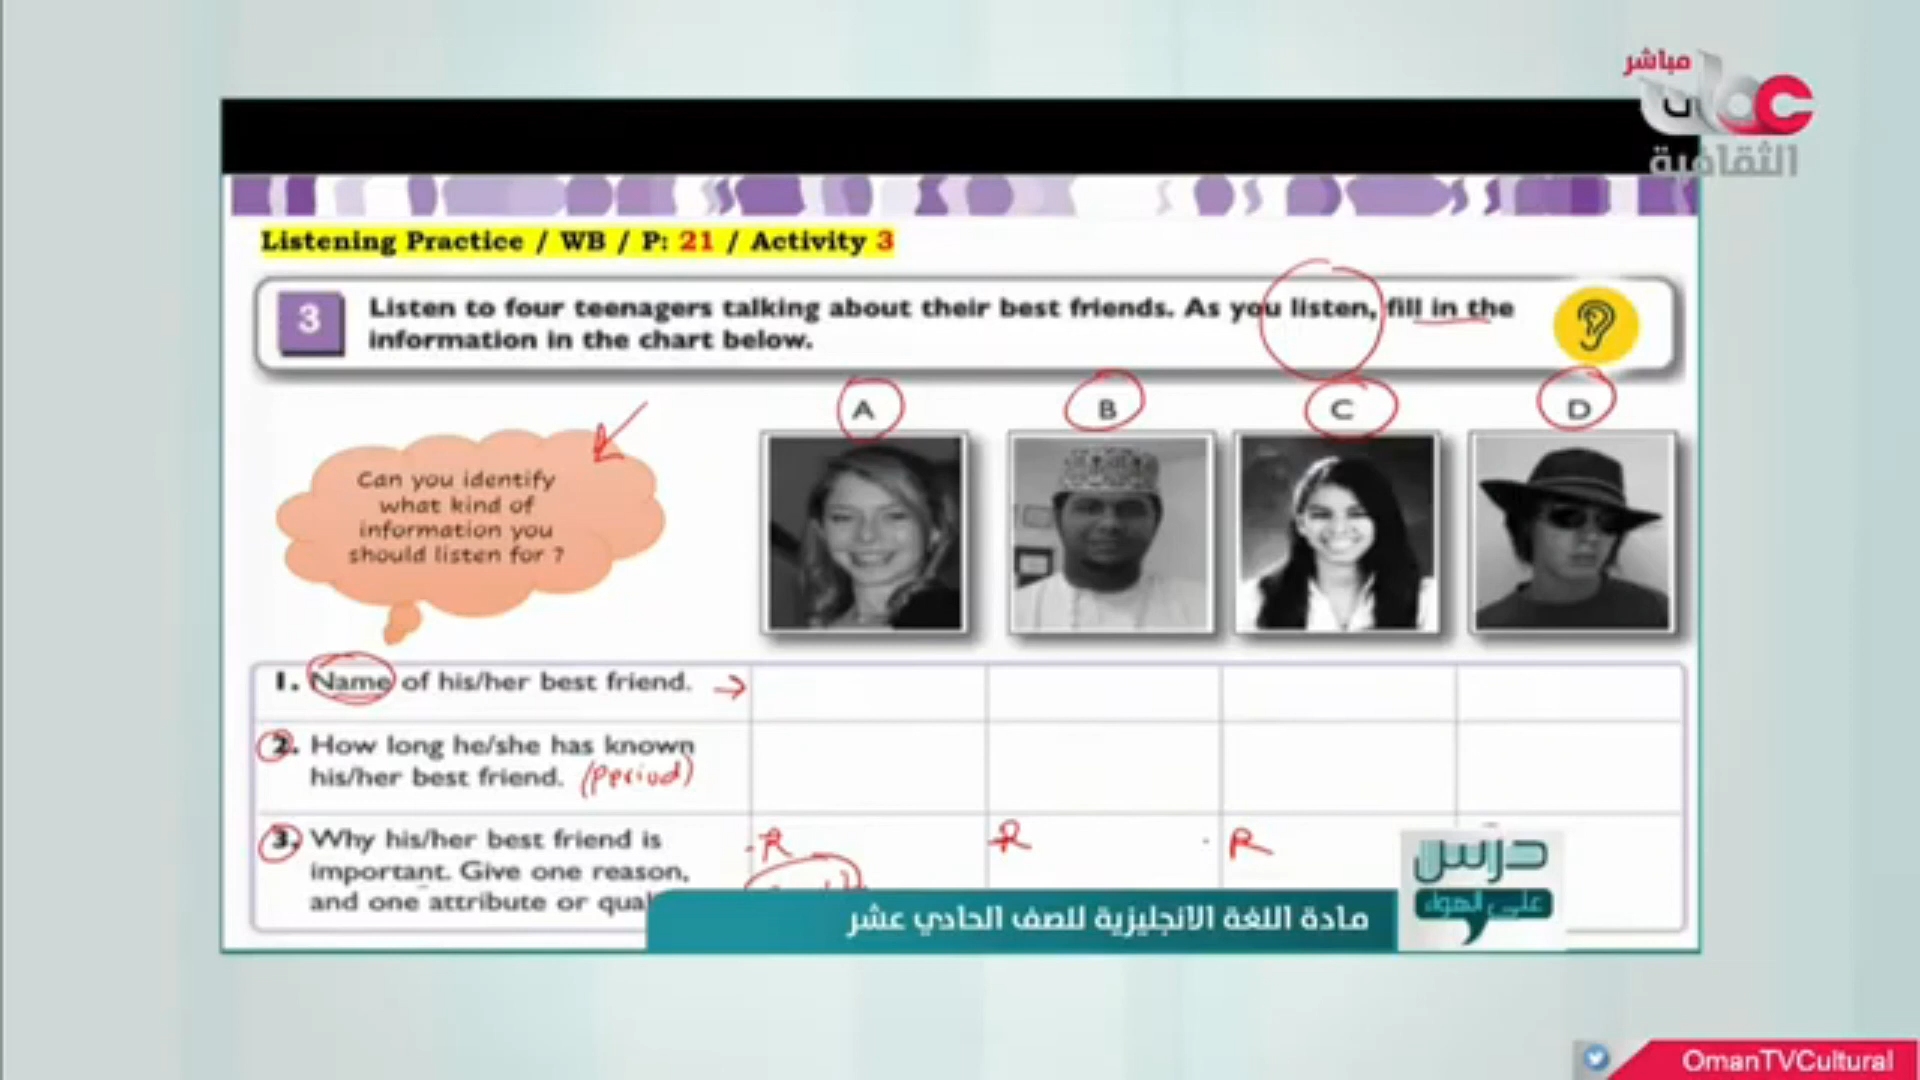 مباشر
عمان
الثقافية
Listening Practice / WB / P: 21 / Activity 3
3
Listen to four teenagers talking about their best friends. As you listen, fill in the
information in the chart below.
A
B
C
D
Can you identify
what kind of
information you
should listen for ?
1. Name of his/her best friend.
2. How long he/she has known
his/her best friend. (period)
3. Why his/her best friend is
important. Give one reason,
and one attribute or qual
R
R
R
درس
على الهواء
مادة اللغة الانجليزية للصف الحادي عشر
OmanTVCultural